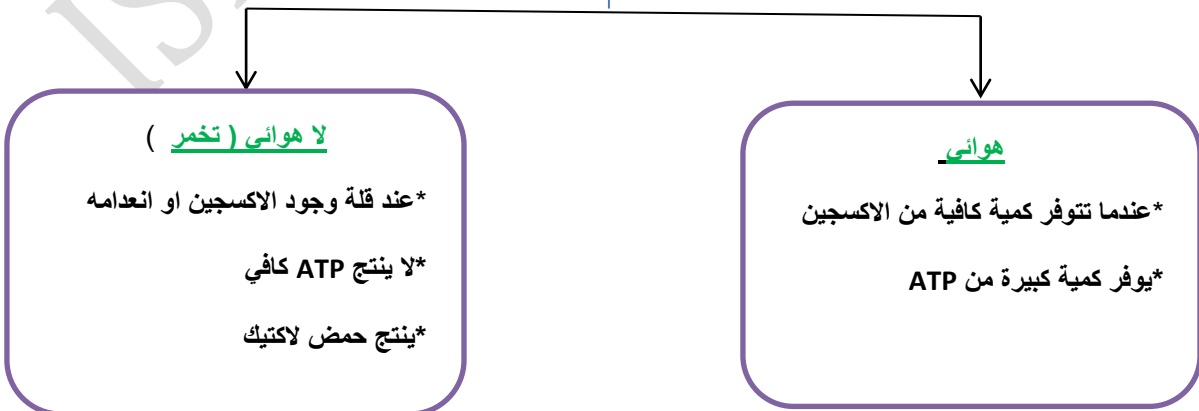 هوائي
*عندما تتوفر كمية كافية من الاكسجين
*يوفر كمية كبيرة من ATP
لا هوائي ( تخمر )
*عند قلة وجود الاكسجين او انعدامه
*لا ينتج ATP كافي
*ينتج حمض لاكتيك